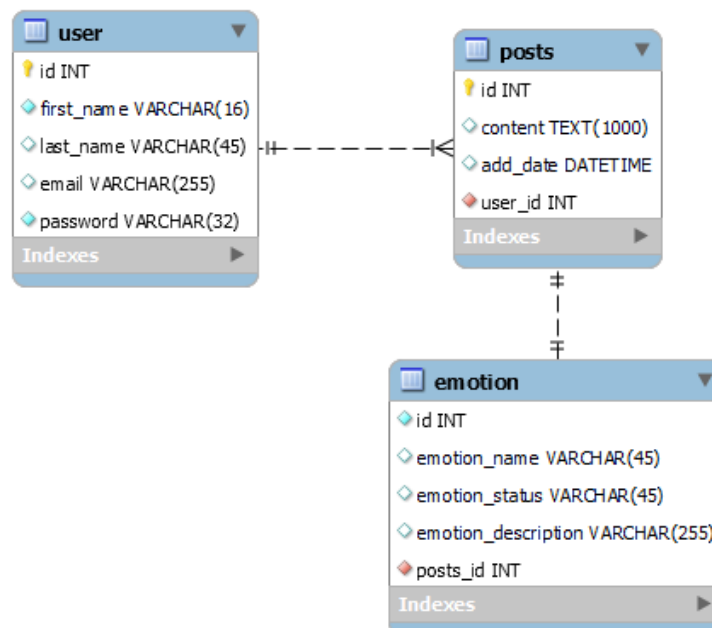 user
id INT
first_name VARCHAR(16)
last_name VARCHAR(45)
email VARCHAR(255)
password VARCHAR(32)
Indexes
posts
id INT
content TEXT(1000)
add_date DATETIME
user_id INT
Indexes
emotion
id INT
emotion_name VARCHAR(45)
emotion_status VARCHAR(45)
emotion_description VARCHAR(255)
posts_id INT
Indexes